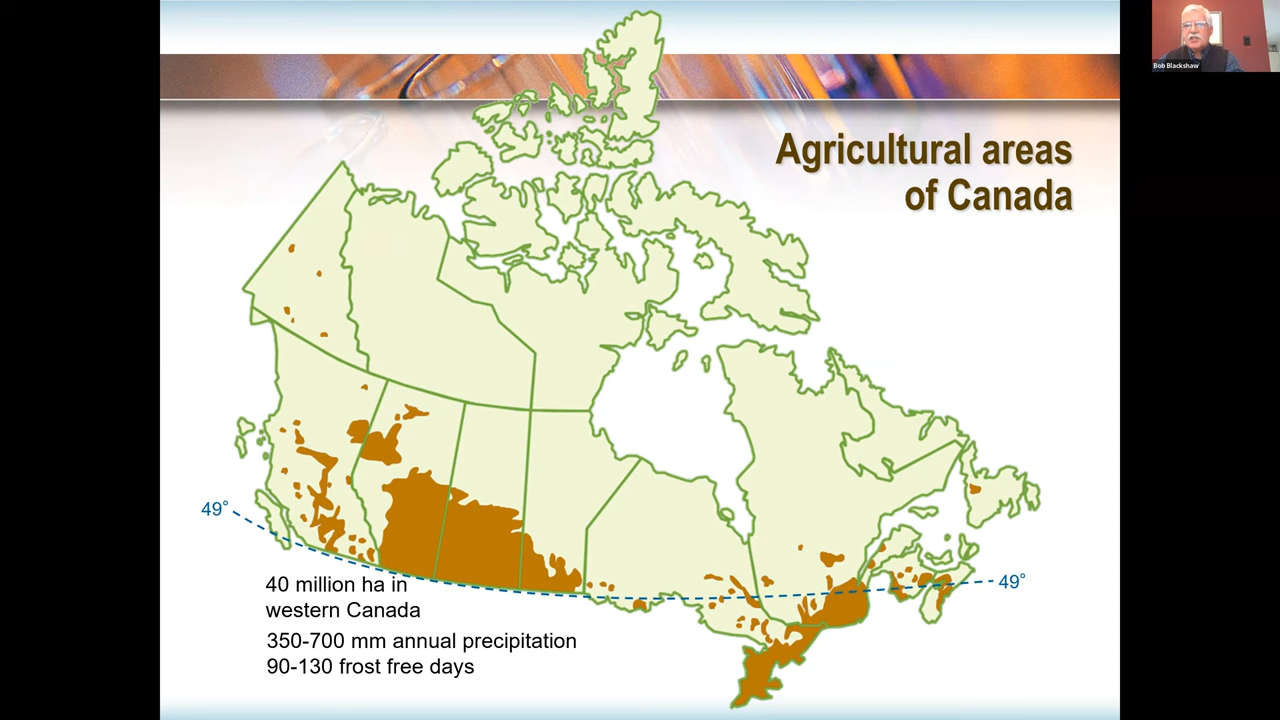 Bob Blackshaw
Agricultural areas
of Canada
49°
49°
40 million ha in
western Canada
350-700 mm annual precipitation
90-130 frost free days